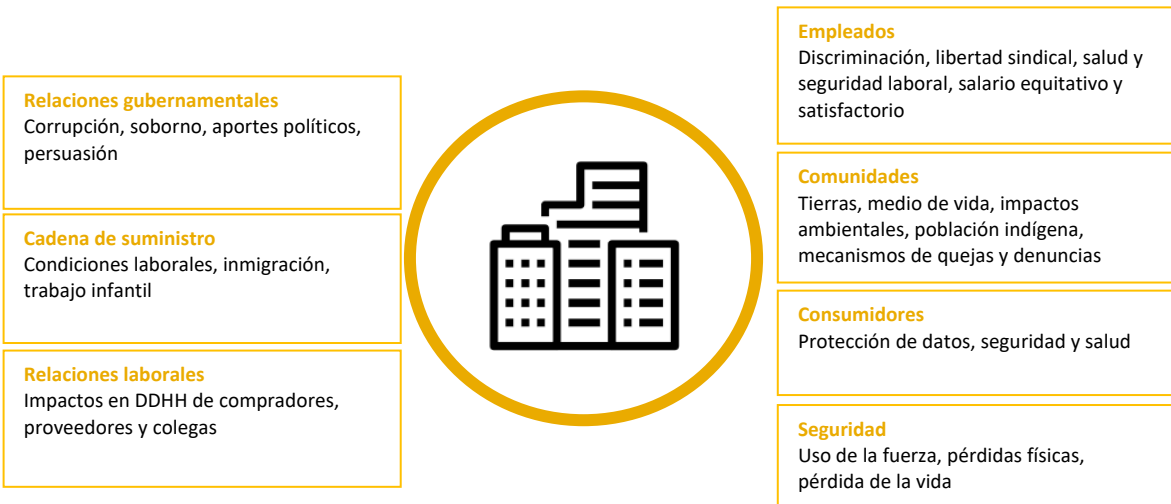 Relaciones gubernamentales
Corrupción, soborno, aportes políticos,
persuasión
Cadena de suministro
Condiciones laborales, inmigración,
trabajo infantil
Relaciones laborales
Impactos en DDHH de compradores,
proveedores y colegas
Empleados
Discriminación, libertad sindical, salud y
seguridad laboral, salario equitativo y
satisfactorio
Comunidades
Tierras, medio de vida, impactos
ambientales, población indígena,
mecanismos de quejas y denuncias
Consumidores
Protección de datos, seguridad y salud
Seguridad
Uso de la fuerza, pérdidas físicas,
pérdida de la vida